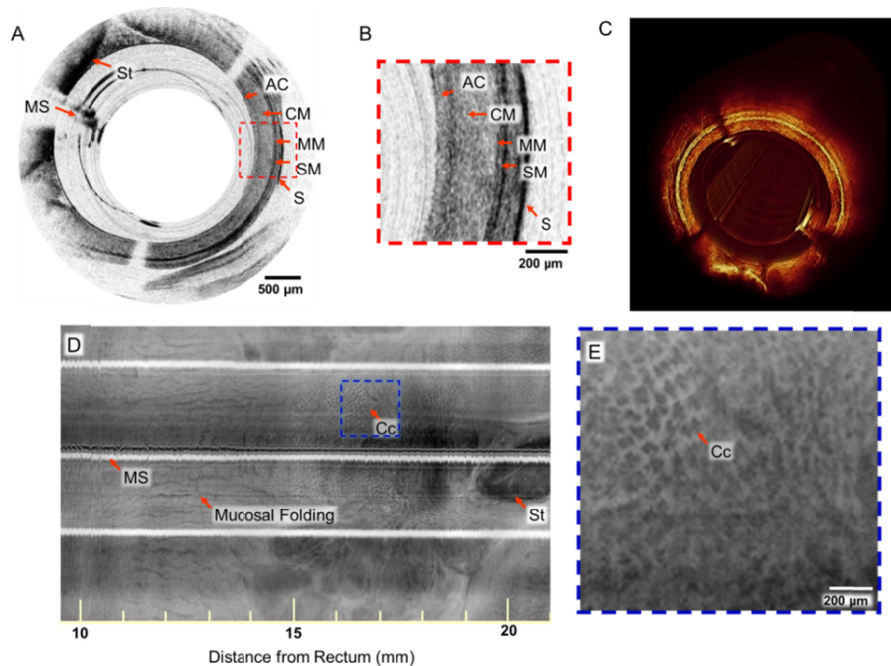 A
St
MS
AC
CM
MM
SM
S
500 µm
B
AC
CM
MM
SM
S
200 µm
C
D
Cc
MS
Mucosal Folding
St
10
15
20
Distance from Rectum (mm)
E
Cc
200 µm